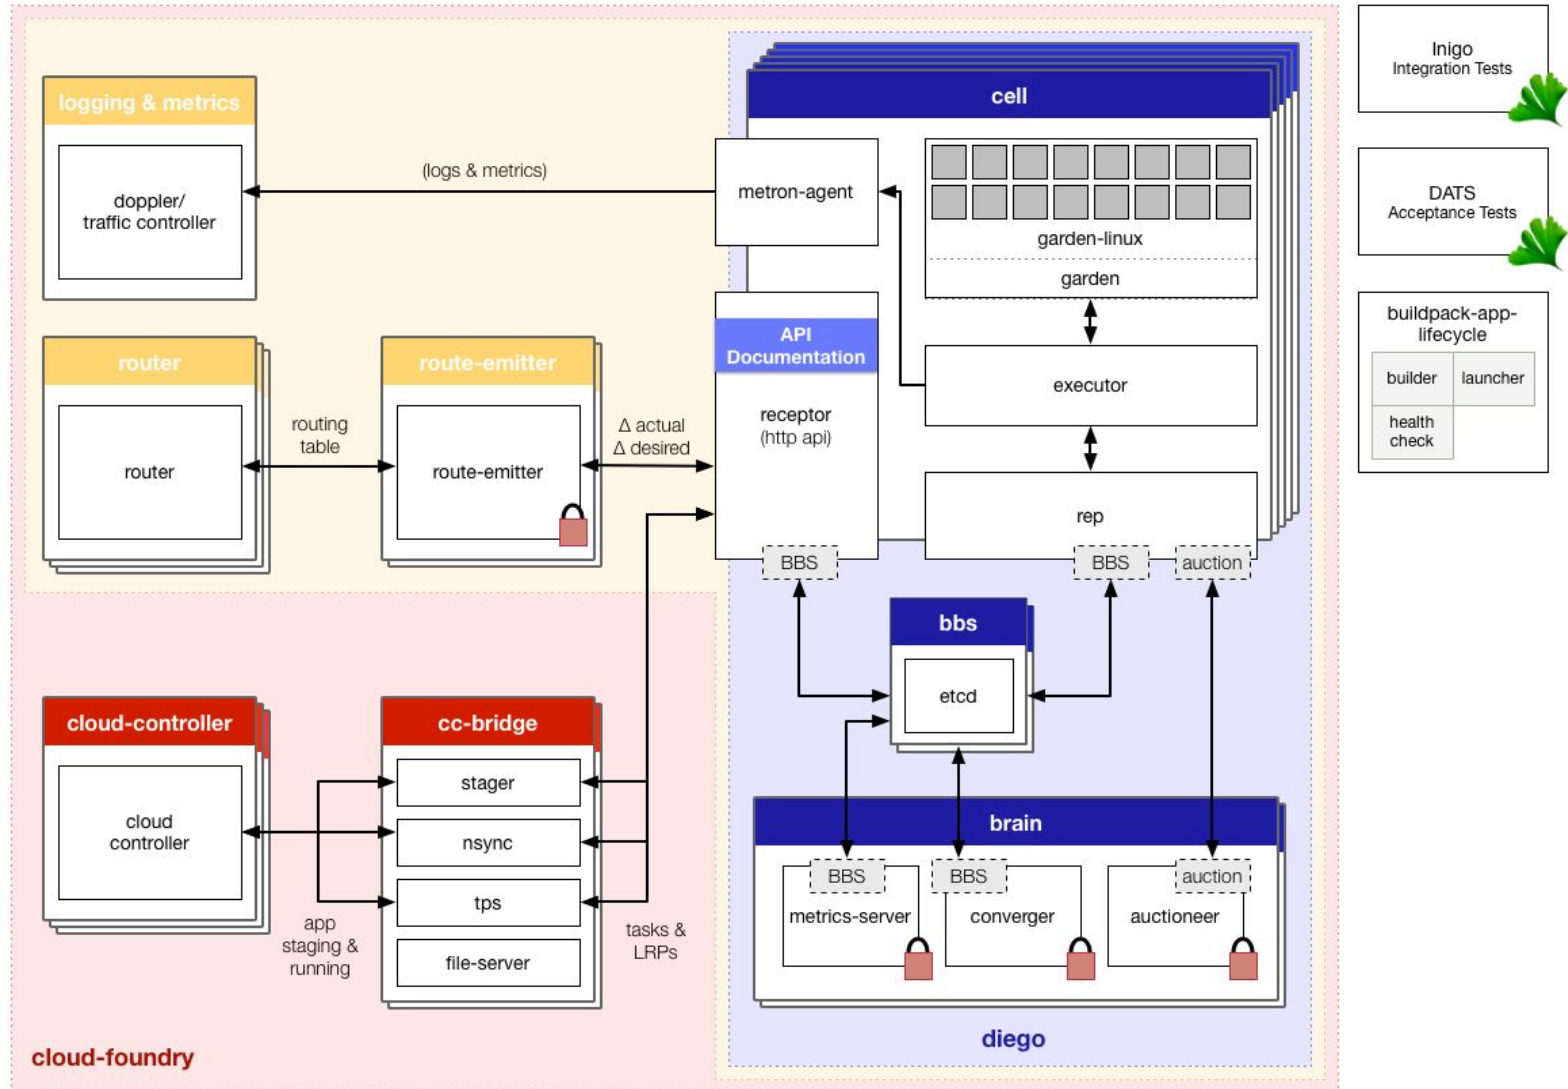 Inigo
Integration Tests
DATS
Acceptance Tests
buildpack-app-
lifecycle
builder
launcher
health
check
logging & metrics
doppler/
traffic controller
(logs & metrics)
cell
metron-agent
garden-linux
garden
API
Documentation
receptor
(http api)
executor
rep
BBS
BBS
auction
router
router
routing
table
route-emitter
route-emitter
Δ actual
Δ desired
bbs
etcd
cloud-controller
cloud
controller
app
staging &
running
cc-bridge
stager
nsync
tps
file-server
tasks &
LRPs
brain
BBS
metrics-server
BBS
converger
auction
auctioneer
diego
cloud-foundry